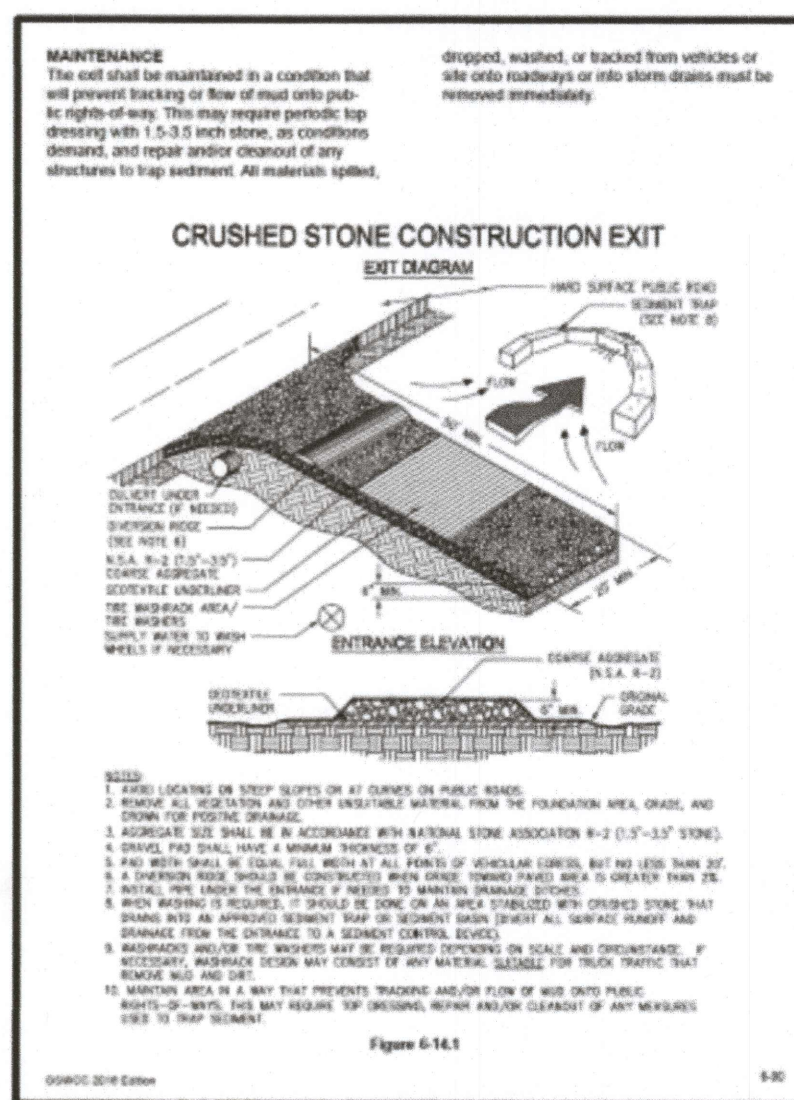 MAINTENANCE
The exit shall be maintained in a condition that
will prevent tracking or flow of mud onto pub-
lic rights-of-way. This may require periodic top
dressing with 1.5-3.5 inch stone, as conditions
demand, and repair and/or cleanout of any
structures to trap sediment. All materials spilled,
dropped, washed, or tracked from vehicles or
site onto roadways or into storm drains must be
removed immediately.
CRUSHED STONE CONSTRUCTION EXIT
EXIT DIAGRAM
HARD SURFACE PUBLIC ROAD
SEDIMENT TRAP
(SEE NOTE 8)
FLOW
50' MIN.
FLOW
CULVERT UNDER
ENTRANCE (IF NEEDED)
DIVERSION RIDGE
(SEE NOTE 6)
N.S.A. R-2 (1.5"-3.5")
COARSE AGGREGATE
GEOTEXTILE UNDERLINER
TIRE WASHRACK AREA/
TIRE WASHERS
SUPPLY WATER TO WASH
WHEELS IF NECESSARY
6" MIN.
20' MIN.
ENTRANCE ELEVATION
COARSE AGGREGATE
(N.S.A. R-2)
GEOTEXTILE
UNDERLINER
6" MIN.
ORIGINAL
GRADE
NOTES:
1. AVOID LOCATING ON STEEP SLOPES OR AT CURVES ON PUBLIC ROADS.
2. REMOVE ALL VEGETATION AND OTHER UNSUITABLE MATERIAL FROM THE FOUNDATION AREA, GRADE, AND
CROWN FOR POSITIVE DRAINAGE.
3. AGGREGATE SIZE SHALL BE IN ACCORDANCE WITH NATIONAL STONE ASSOCIATION R-2 (1.5"-3.5" STONE).
4. GRAVEL PAD SHALL HAVE A MINIMUM THICKNESS OF 6".
5. PAD WIDTH SHALL BE EQUAL FULL WIDTH AT ALL POINTS OF VEHICULAR EGRESS, BUT NO LESS THAN 20'.
6. A DIVERSION RIDGE SHOULD BE CONSTRUCTED WHEN GRADE TOWARD PAVED AREA IS GREATER THAN 2%.
7. INSTALL PIPE UNDER THE ENTRANCE IF NEEDED TO MAINTAIN DRAINAGE DITCHES.
8. WHEN WASHING IS REQUIRED, IT SHOULD BE DONE ON AN AREA STABILIZED WITH CRUSHED STONE THAT
DRAINS INTO AN APPROVED SEDIMENT TRAP OR SEDIMENT BASIN (DIVERT ALL SURFACE RUNOFF AND
DRAINAGE FROM THE ENTRANCE TO A SEDIMENT CONTROL DEVICE).
9. WASHRACKS AND/OR TIRE WASHERS MAY BE REQUIRED DEPENDING ON SCALE AND CIRCUMSTANCE. IF
NECESSARY, WASHRACK DESIGN MAY CONSIST OF ANY MATERIAL SUITABLE FOR TRUCK TRAFFIC THAT
REMOVE MUD AND DIRT.
10. MAINTAIN AREA IN A WAY THAT PREVENTS TRACKING AND/OR FLOW OF MUD ONTO PUBLIC
RIGHTS-OF-WAYS. THIS MAY REQUIRE TOP DRESSING, REPAIR AND/OR CLEANOUT OF ANY MEASURES
USED TO TRAP SEDIMENT.
Figure 6-14.1
GSWCC 2016 Edition
6-90